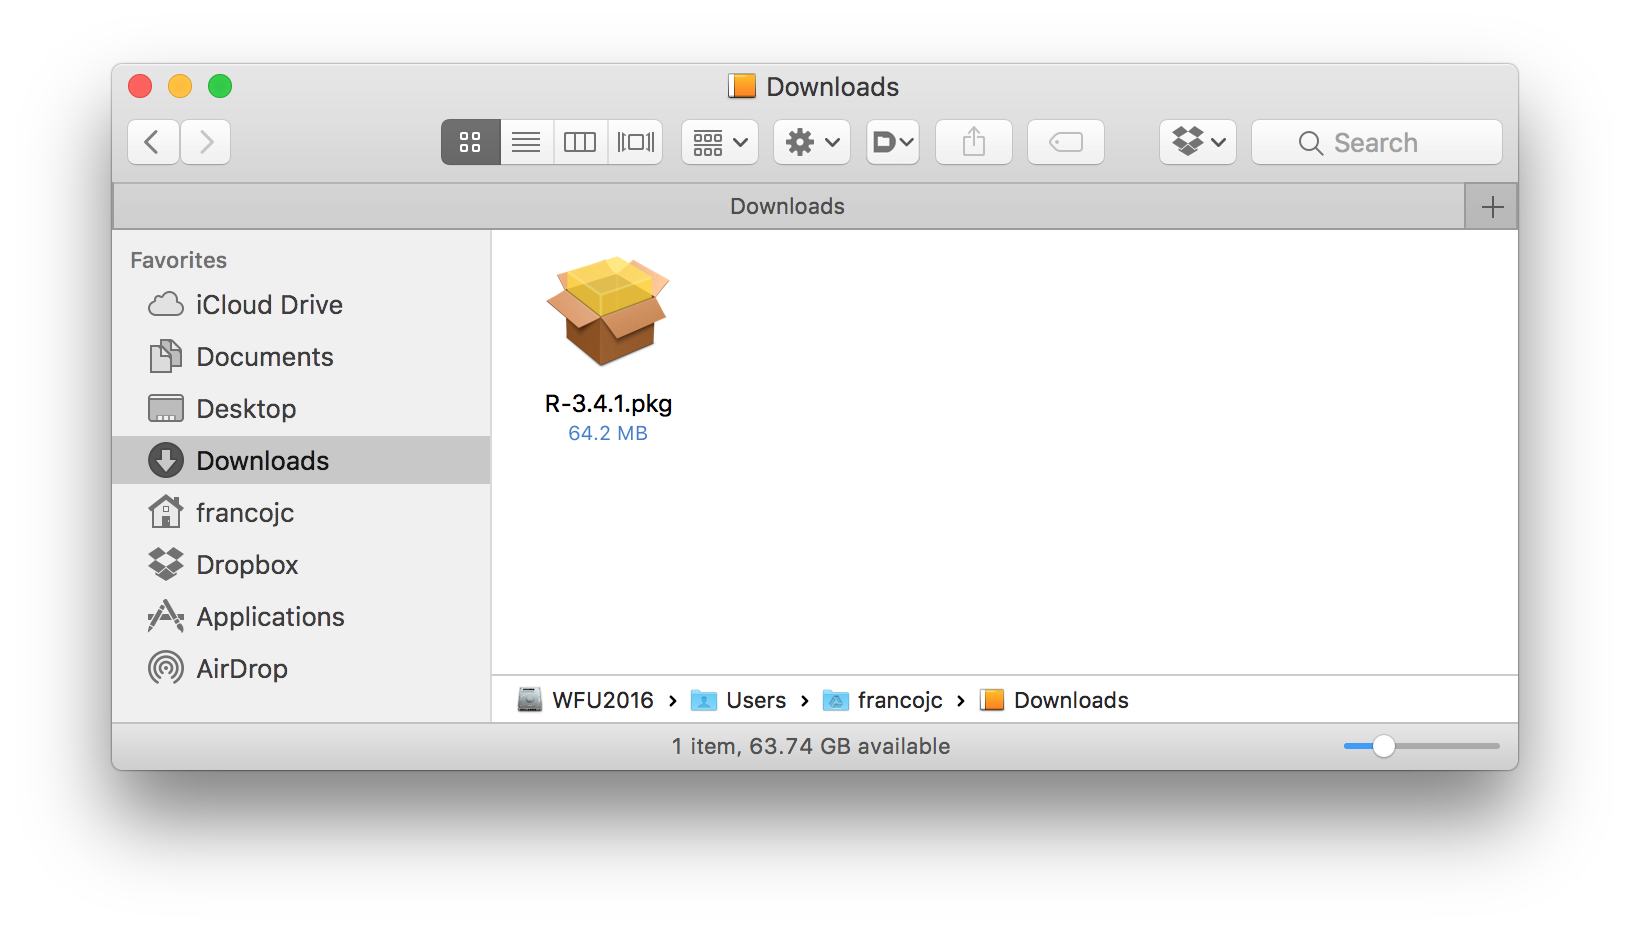 Downloads
Search
Downloads
Favorites
iCloud Drive
Documents
Desktop
Downloads
francojc
Dropbox
Applications
AirDrop
R-3.4.1.pkg
64.2 MB
WFU2016 › Users › francojc › Downloads
1 item, 63.74 GB available